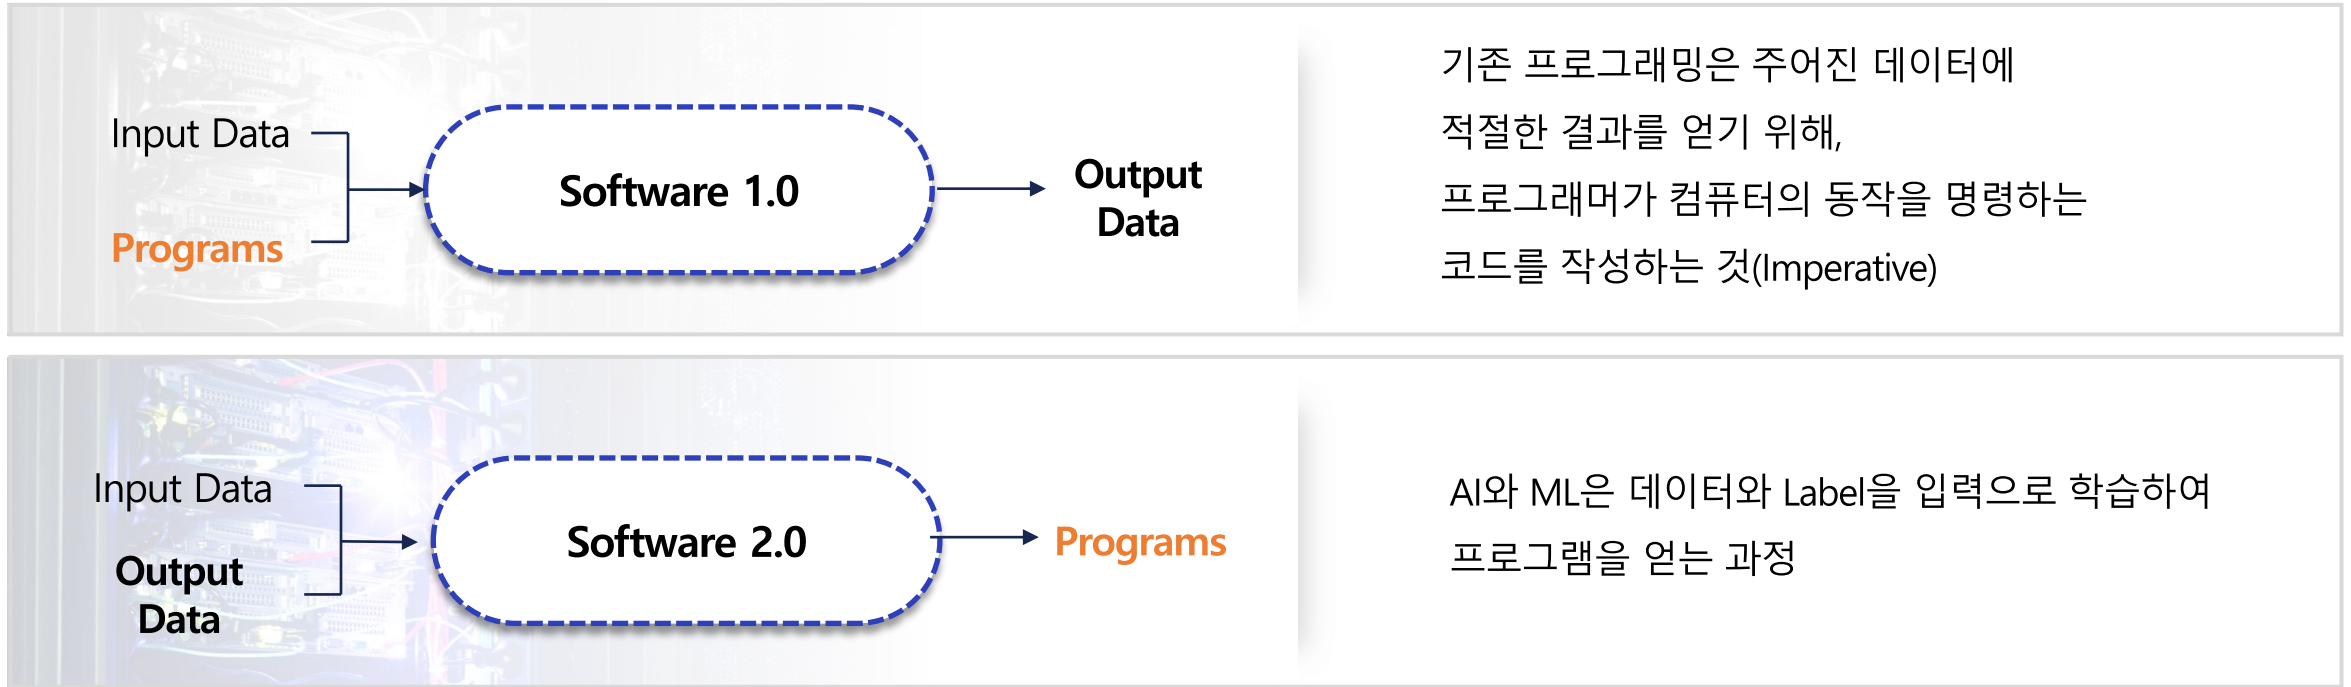 Input Data
Programs
Software 1.0
Output
Data
기존 프로그래밍은 주어진 데이터에
적절한 결과를 얻기 위해,
프로그래머가 컴퓨터의 동작을 명령하는
코드를 작성하는 것(Imperative)
Input Data
Output
Data
Software 2.0
Programs
AI와 ML은 데이터와 Label을 입력으로 학습하여
프로그램을 얻는 과정